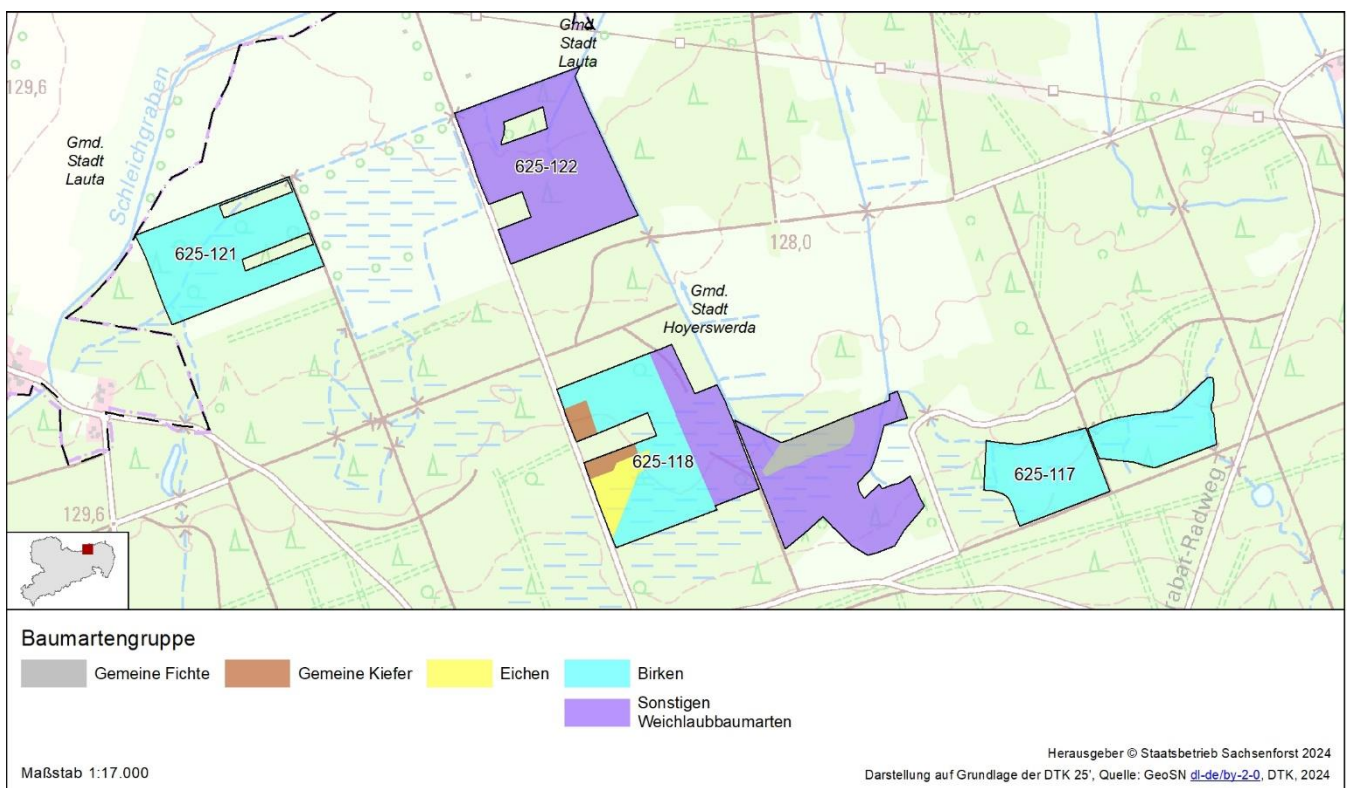 129,6
Gmd.
Stadt
Lauta
Schleichgraben
Gmd.
Stadt
Lauta
625-122
625-121
128,0
Gmd.
Stadt
Hoyerswerda
625-118
625-117
129,6
rabat-Radweg
Baumartengruppe
Gemeine Fichte
Gemeine Kiefer
Eichen
Birken
Sonstigen
Weichlaubbaumarten
Maßstab 1:17.000
Herausgeber © Staatsbetrieb Sachsenforst 2024
Darstellung auf Grundlage der DTK 25', Quelle: GeoSN dl-de/by-2-0, DTK, 2024